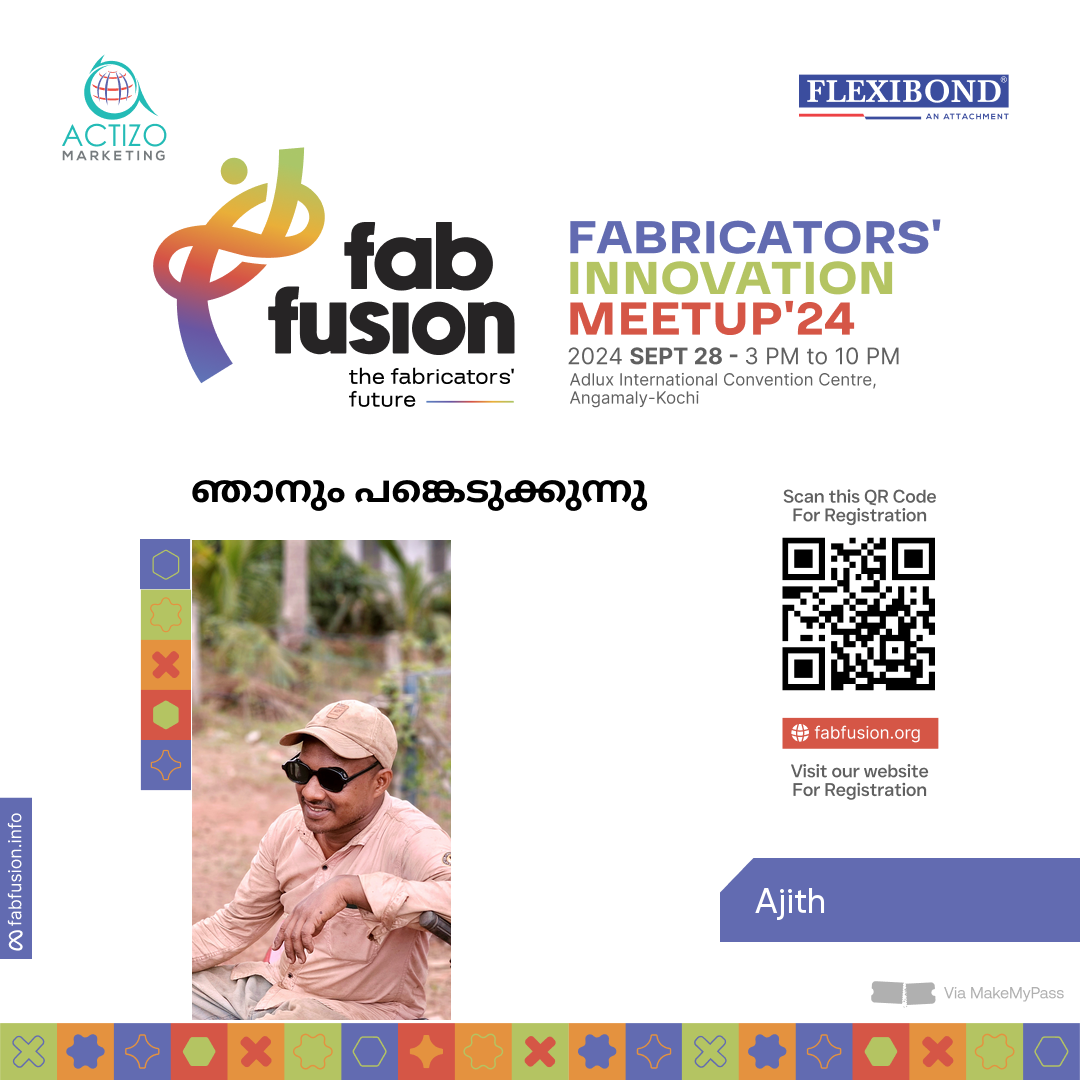 ACTIZO
MARKETING
FLEXIBOND®
AN ATTACHMENT
fab
fusion
the fabricators'
future
FABRICATORS'
INNOVATION
MEETUP'24
2024 SEPT 28 - 3 PM to 10 PM
Adlux International Convention Centre,
Angamaly-Kochi
ഞാനും പങ്കെടുക്കുന്നു
Scan this QR Code
For Registration
fabfusion.org
Visit our website
For Registration
fabfusion.info
Ajith
Via MakeMyPass